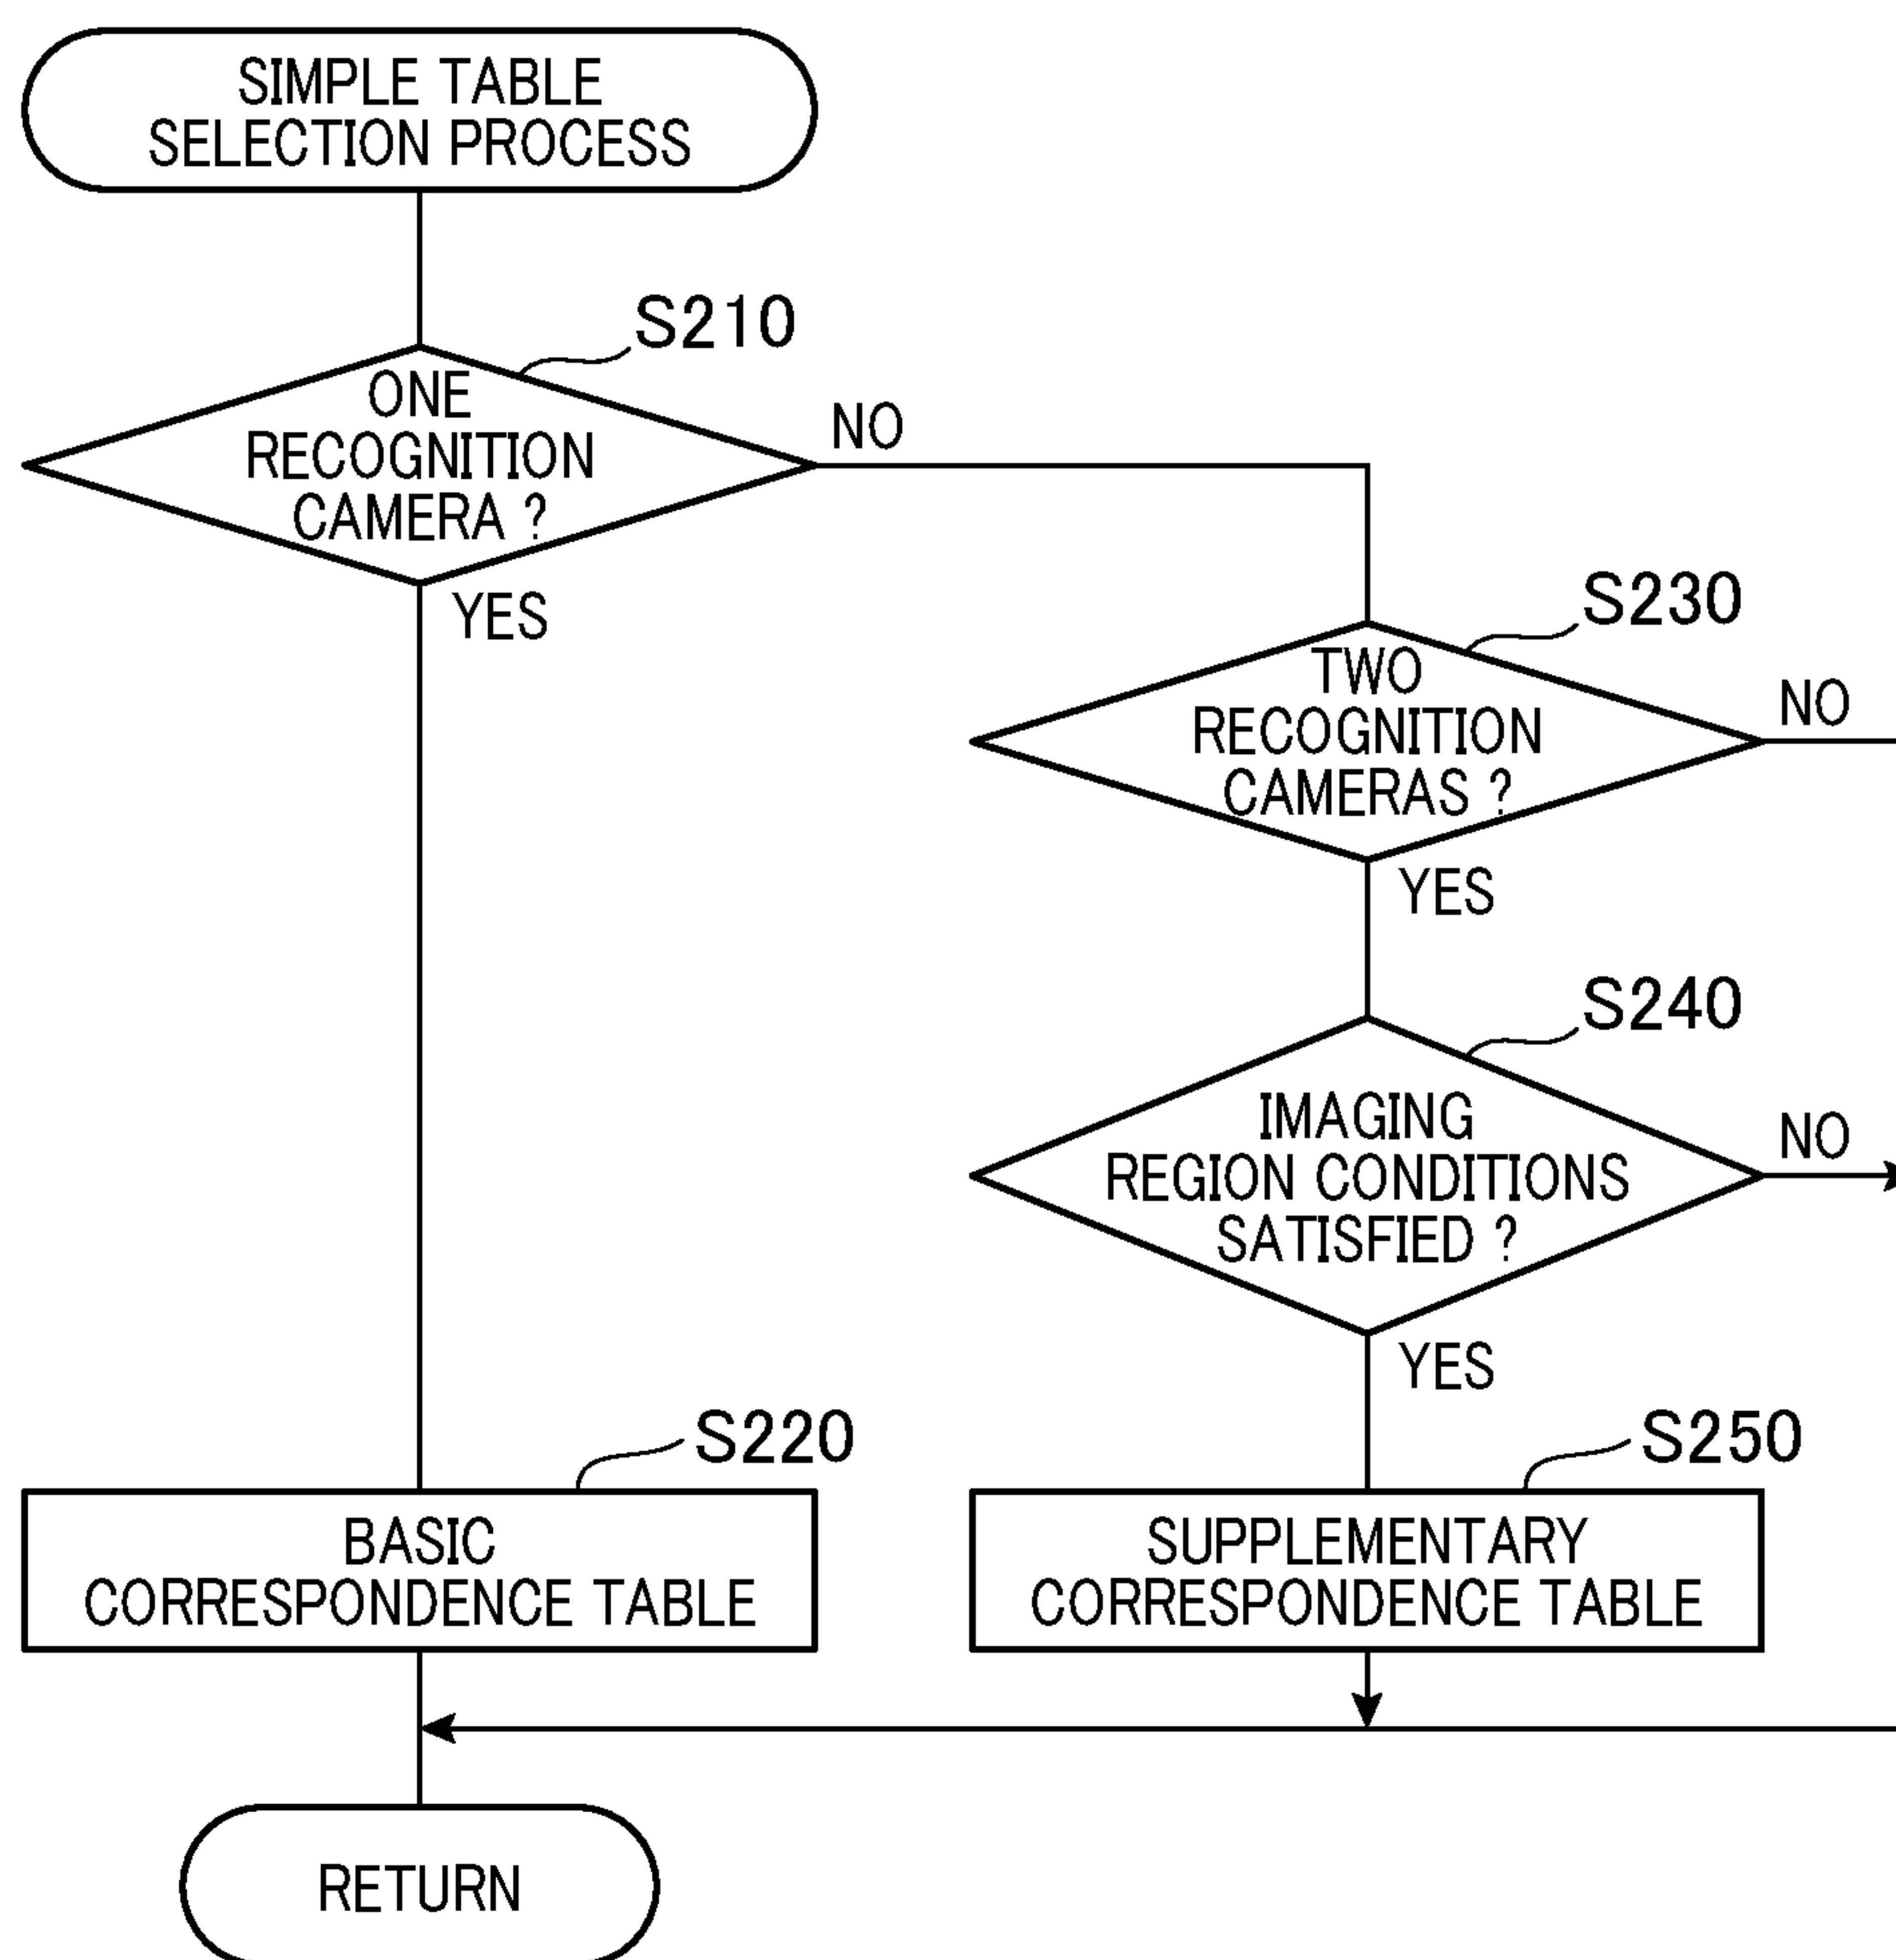 SIMPLE TABLE
SELECTION PROCESS
S210
ONE
RECOGNITION
CAMERA ?
NO
YES
S230
TWO
RECOGNITION
CAMERAS ?
NO
YES
S240
IMAGING
REGION CONDITIONS
SATISFIED ?
NO
YES
S220
BASIC
CORRESPONDENCE TABLE
S250
SUPPLEMENTARY
CORRESPONDENCE TABLE
RETURN